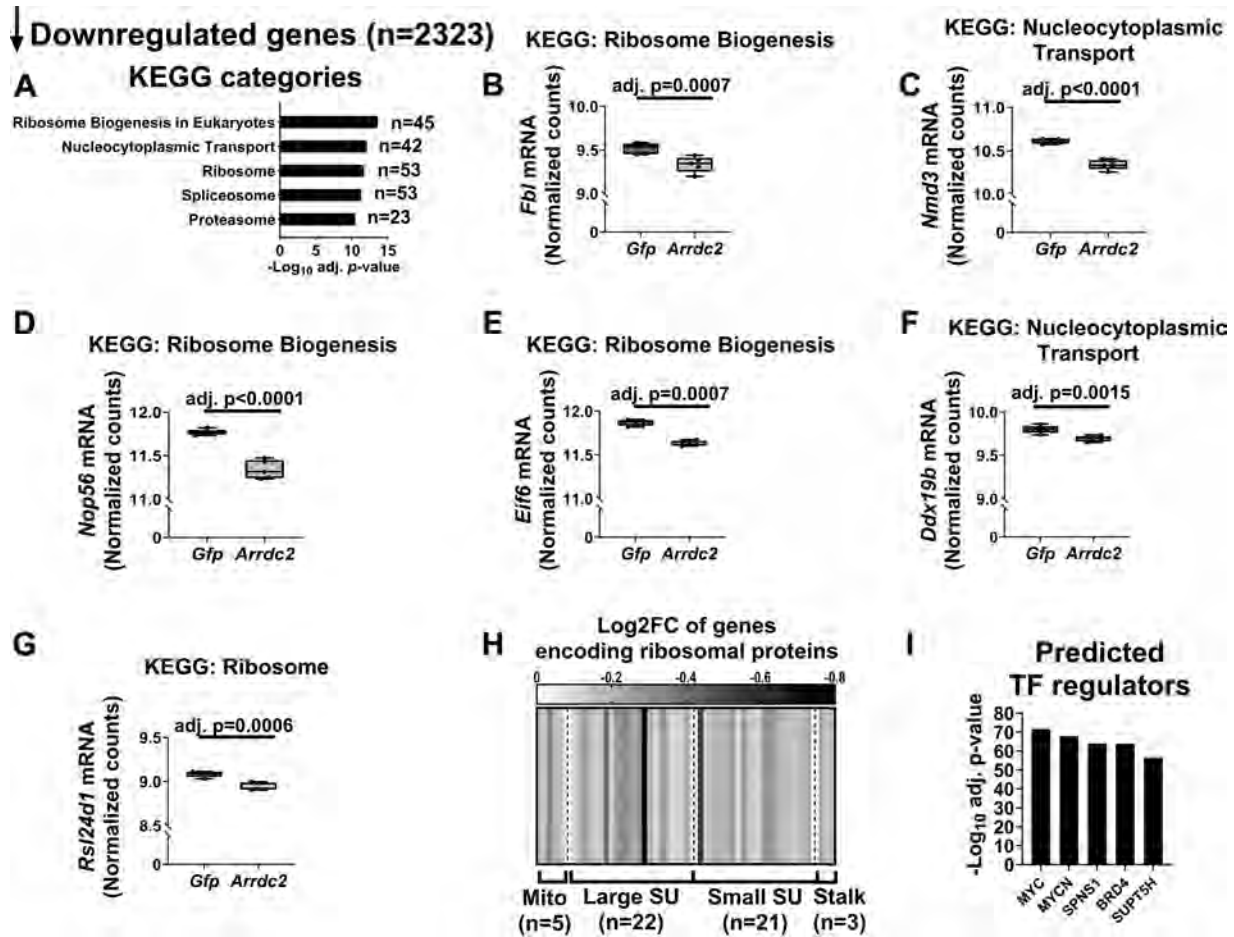 Downregulated genes (n=2323)
A
KEGG categories
Ribosome Biogenesis in Eukaryotes
n=45
Nucleocytoplasmic Transport
n=42
Ribosome
n=53
Spliceosome
n=53
Proteasome
n=23
0 5 10 15
-Log10 adj. p-value
B
KEGG: Ribosome Biogenesis
adj. p=0.0007
Fbl mRNA
(Normalized counts)
10.0
9.5
9.0
0
Gfp Arrdc2
C
KEGG: Nucleocytoplasmic
Transport
adj. p<0.0001
Nmd3 mRNA
(Normalized counts)
11.0
10.5
10.0
0
Gfp Arrdc2
D
KEGG: Ribosome Biogenesis
adj. p<0.0001
Nop56 mRNA
(Normalized counts)
12.0
11.5
11.0
0
Gfp Arrdc2
E
KEGG: Ribosome Biogenesis
adj. p=0.0007
Eif6 mRNA
(Normalized counts)
12.0
11.5
11.0
0
Gfp Arrdc2
F
KEGG: Nucleocytoplasmic
Transport
adj. p=0.0015
Ddx19b mRNA
(Normalized counts)
10.0
9.5
9.0
0
Gfp Arrdc2
G
KEGG: Ribosome
adj. p=0.0006
Rsl24d1 mRNA
(Normalized counts)
9.5
9.0
8.5
0
Gfp Arrdc2
H
Log2FC of genes
encoding ribosomal proteins
0 -0.2 -0.4 -0.6 -0.8
Mito Large SU Small SU Stalk
(n=5) (n=22) (n=21) (n=3)
I
Predicted
TF regulators
-Log10 adj. p-value
80
70
60
50
40
30
20
10
0
MYC
MYCN
SPNS1
BRD4
SUPT5H